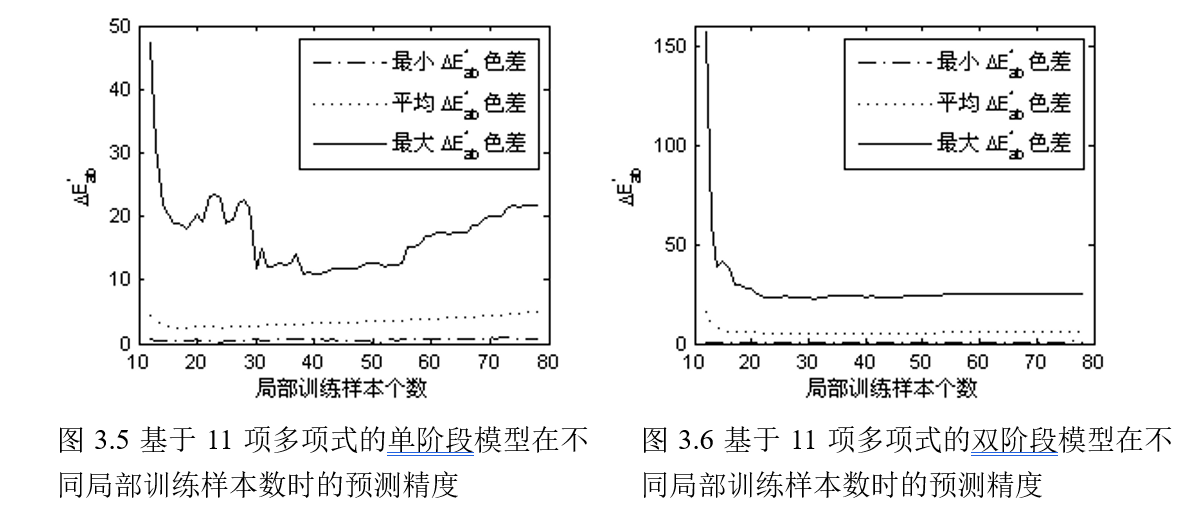 50
40
30
20
10
0
10 20 30 40 50 60 70 80
ΔE*ab
最小 ΔE*ab 色差
平均 ΔE*ab 色差
最大 ΔE*ab 色差
局部训练样本个数
图 3.5 基于 11 项多项式的单阶段模型在不
同局部训练样本数时的预测精度
150
100
50
0
10 20 30 40 50 60 70 80
ΔE*ab
最小 ΔE*ab 色差
平均 ΔE*ab 色差
最大 ΔE*ab 色差
局部训练样本个数
图 3.6 基于 11 项多项式的双阶段模型在不
同局部训练样本数时的预测精度